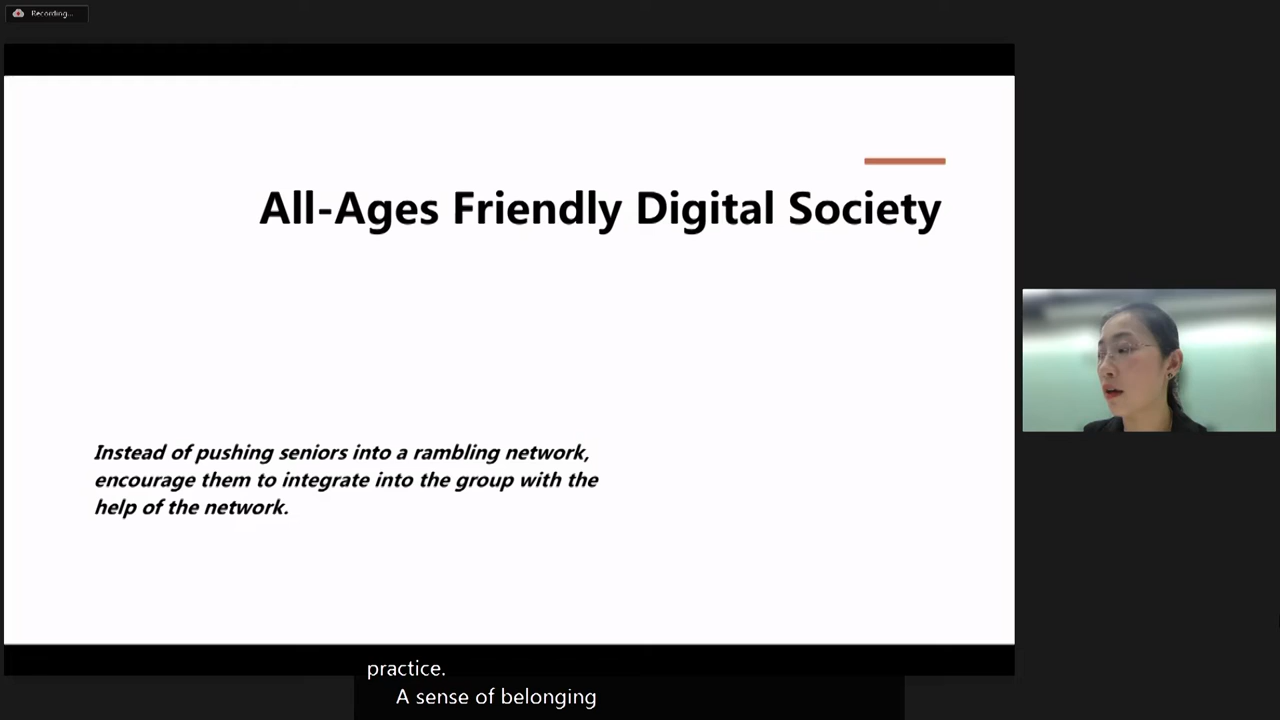 Recording...
All-Ages Friendly Digital Society
Instead of pushing seniors into a rambling network,
encourage them to integrate into the group with the
help of the network.
practice.
A sense of belonging